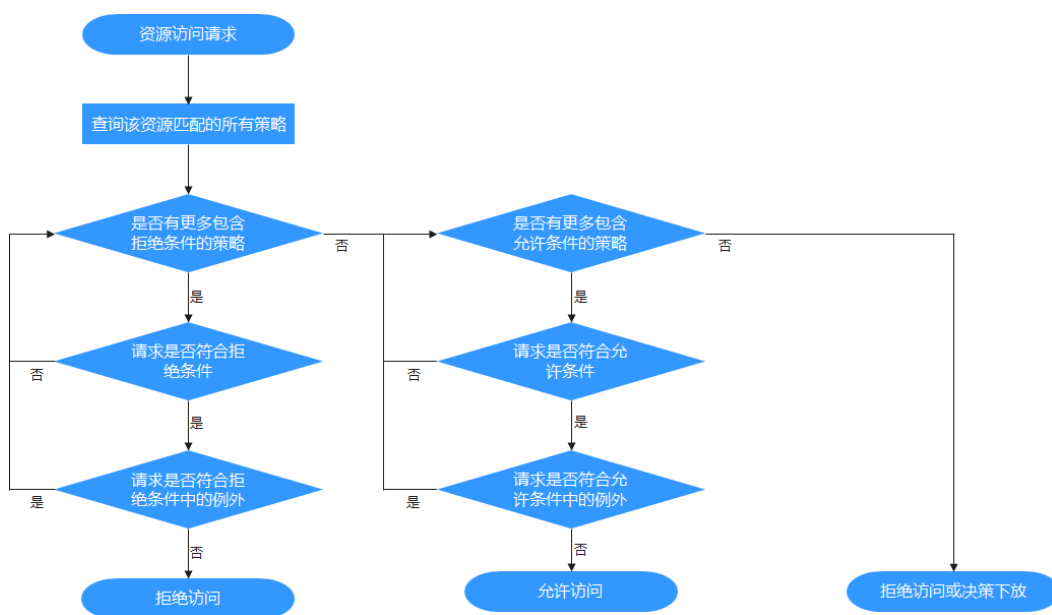 资源访问请求
查询该资源匹配的所有策略
是否有更多包含
拒绝条件的策略
否
是否有更多包含
允许条件的策略
否
是
是
请求是否符合拒
绝条件
否
请求是否符合允
许条件
否
是
是
请求是否符合拒
绝条件中的例外
是
请求是否符合允
许条件中的例外
是
否
否
拒绝访问
允许访问
拒绝访问或决策下放